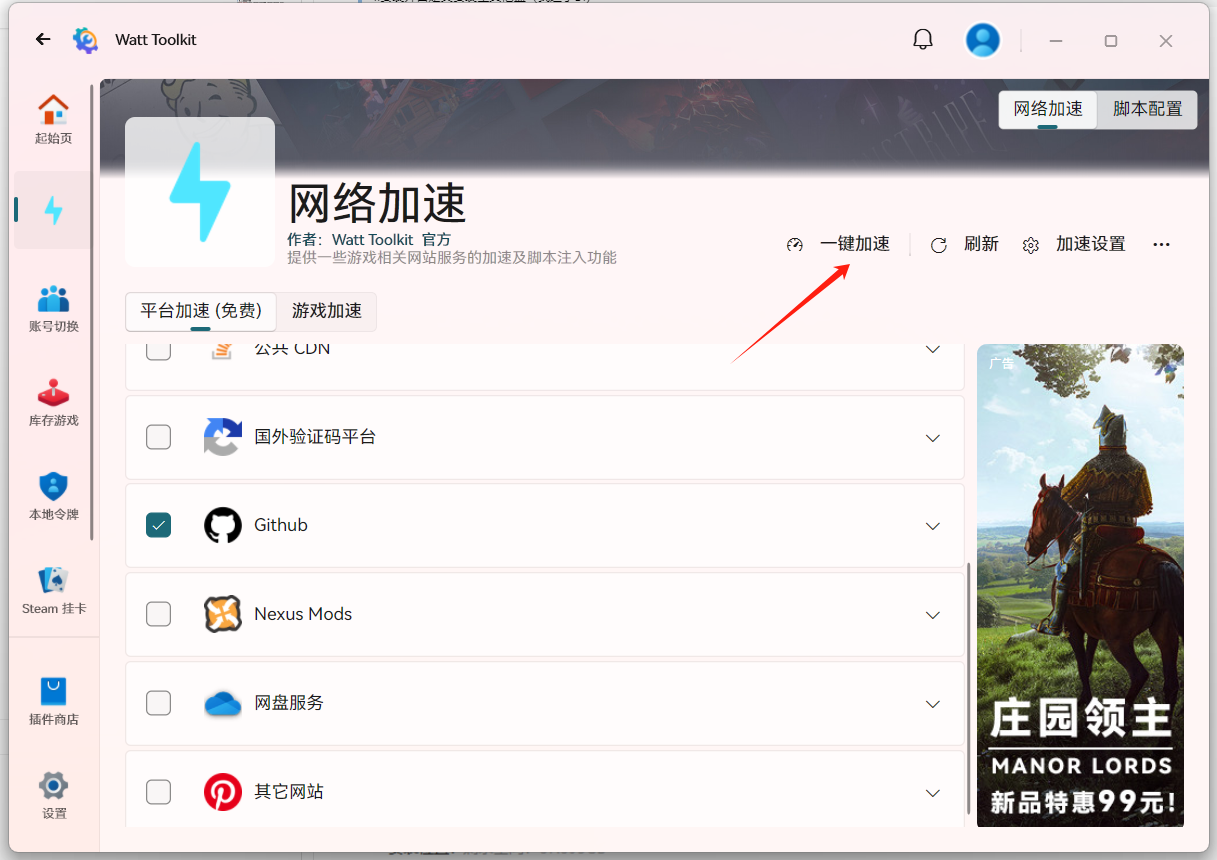 Watt Toolkit
起始页
账号切换
库存游戏
本地令牌
Steam 挂卡
插件商店
设置
网络加速
脚本配置
网络加速
作者： Watt Toolkit 官方
提供一些游戏相关网站服务的加速及脚本注入功能
一键加速
刷新
加速设置
平台加速 (免费)
游戏加速
公共 CDN
国外验证码平台
Github
Nexus Mods
网盘服务
其它网站
广告
庄园领主
MANOR LORDS
新品特惠99元!